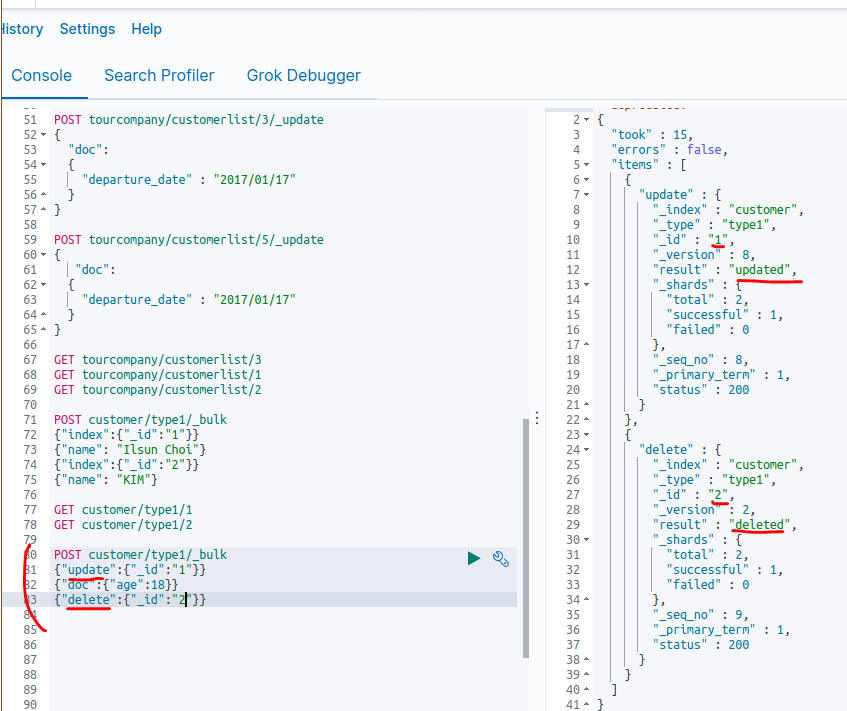 History Settings Help
Console Search Profiler Grok Debugger
51 POST tourcompany/customerlist/3/_update
52 {
53 "doc":
54 {
55 "departure_date" : "2017/01/17"
56 }
57 }
58
59 POST tourcompany/customerlist/5/_update
60 {
61 "doc":
62 {
63 "departure_date" : "2017/01/17"
64 }
65 }
66
67 GET tourcompany/customerlist/3
68 GET tourcompany/customerlist/1
69 GET tourcompany/customerlist/2
70
71 POST customer/type1/_bulk
72 {"index":{"_id":"1"}}
73 {"name": "Ilsun Choi"}
74 {"index":{"_id":"2"}}
75 {"name": "KIM"}
76
77 GET customer/type1/1
78 GET customer/type1/2
79
80 POST customer/type1/_bulk
81 {"update":{"_id":"1"}}
82 {"doc":{"age":18}}
83 {"delete":{"_id":"2"}}
84
85
86
87
88
89
90
2 {
3 "took" : 15,
4 "errors" : false,
5 "items" : [
6 {
7 "update" : {
8 "_index" : "customer",
9 "_type" : "type1",
10 "_id" : "1",
11 "_version" : 8,
12 "result" : "updated",
13 "_shards" : {
14 "total" : 2,
15 "successful" : 1,
16 "failed" : 0
17 },
18 "_seq_no" : 8,
19 "_primary_term" : 1,
20 "status" : 200
21 }
22 },
23 {
24 "delete" : {
25 "_index" : "customer",
26 "_type" : "type1",
27 "_id" : "2",
28 "_version" : 2,
29 "result" : "deleted",
30 "_shards" : {
31 "total" : 2,
32 "successful" : 1,
33 "failed" : 0
34 },
35 "_seq_no" : 9,
36 "_primary_term" : 1,
37 "status" : 200
38 }
39 }
40 ]
41 }